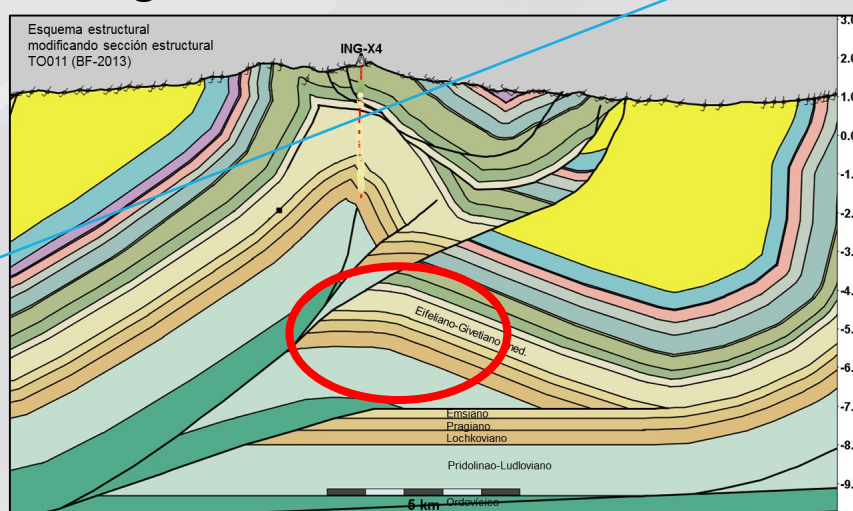 Esquema estructural
modificando sección estructural
TO011 (BF-2013)
ING-X4
3.0
2.0
1.0
0.0
-1.
-2.
-3.
-4.
-5.
-6.
-7.
-8.
-9.
Eifeliano-Givetiano med.
Emsiano
Pragiano
Lochkoviano
Pridolinao-Ludloviano
5 km
Ordovícico